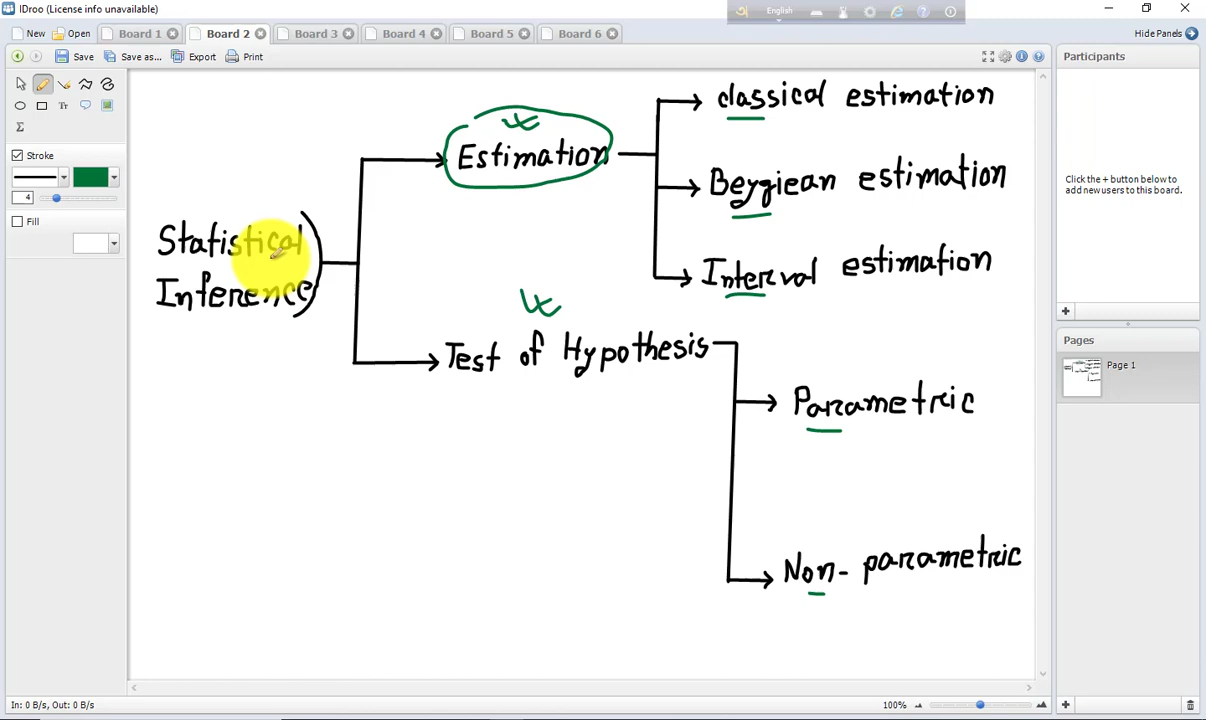 IDroo (License info unavailable)
English
New Open Board 1 Board 2 Board 3 Board 4 Board 5 Board 6 Hide Panels
Save Save as... Export Print
Participants
Tr
Σ
Stroke
4
Fill
Click the + button below to
add new users to this board.
Pages
Page 1
classical estimation
Estimation
Beygiean estimation
Statistical
Inference
Interval estimation
Test of Hypothesis
Parametric
Non- parametric
In: 0 B/s, Out: 0 B/s
100%